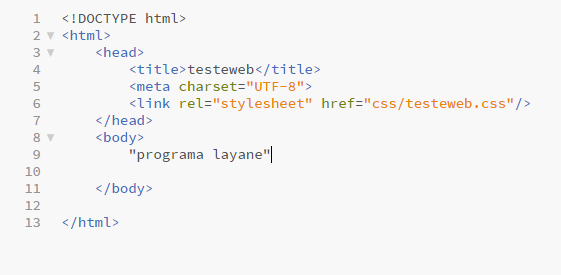 1 <!DOCTYPE html>
2 <html>
3 <head>
4 <title>testeweb</title>
5 <meta charset="UTF-8">
6 <link rel="stylesheet" href="css/testeweb.css"/>
7 </head>
8 <body>
9 "programa layane"
10
11 </body>
12
13 </html>